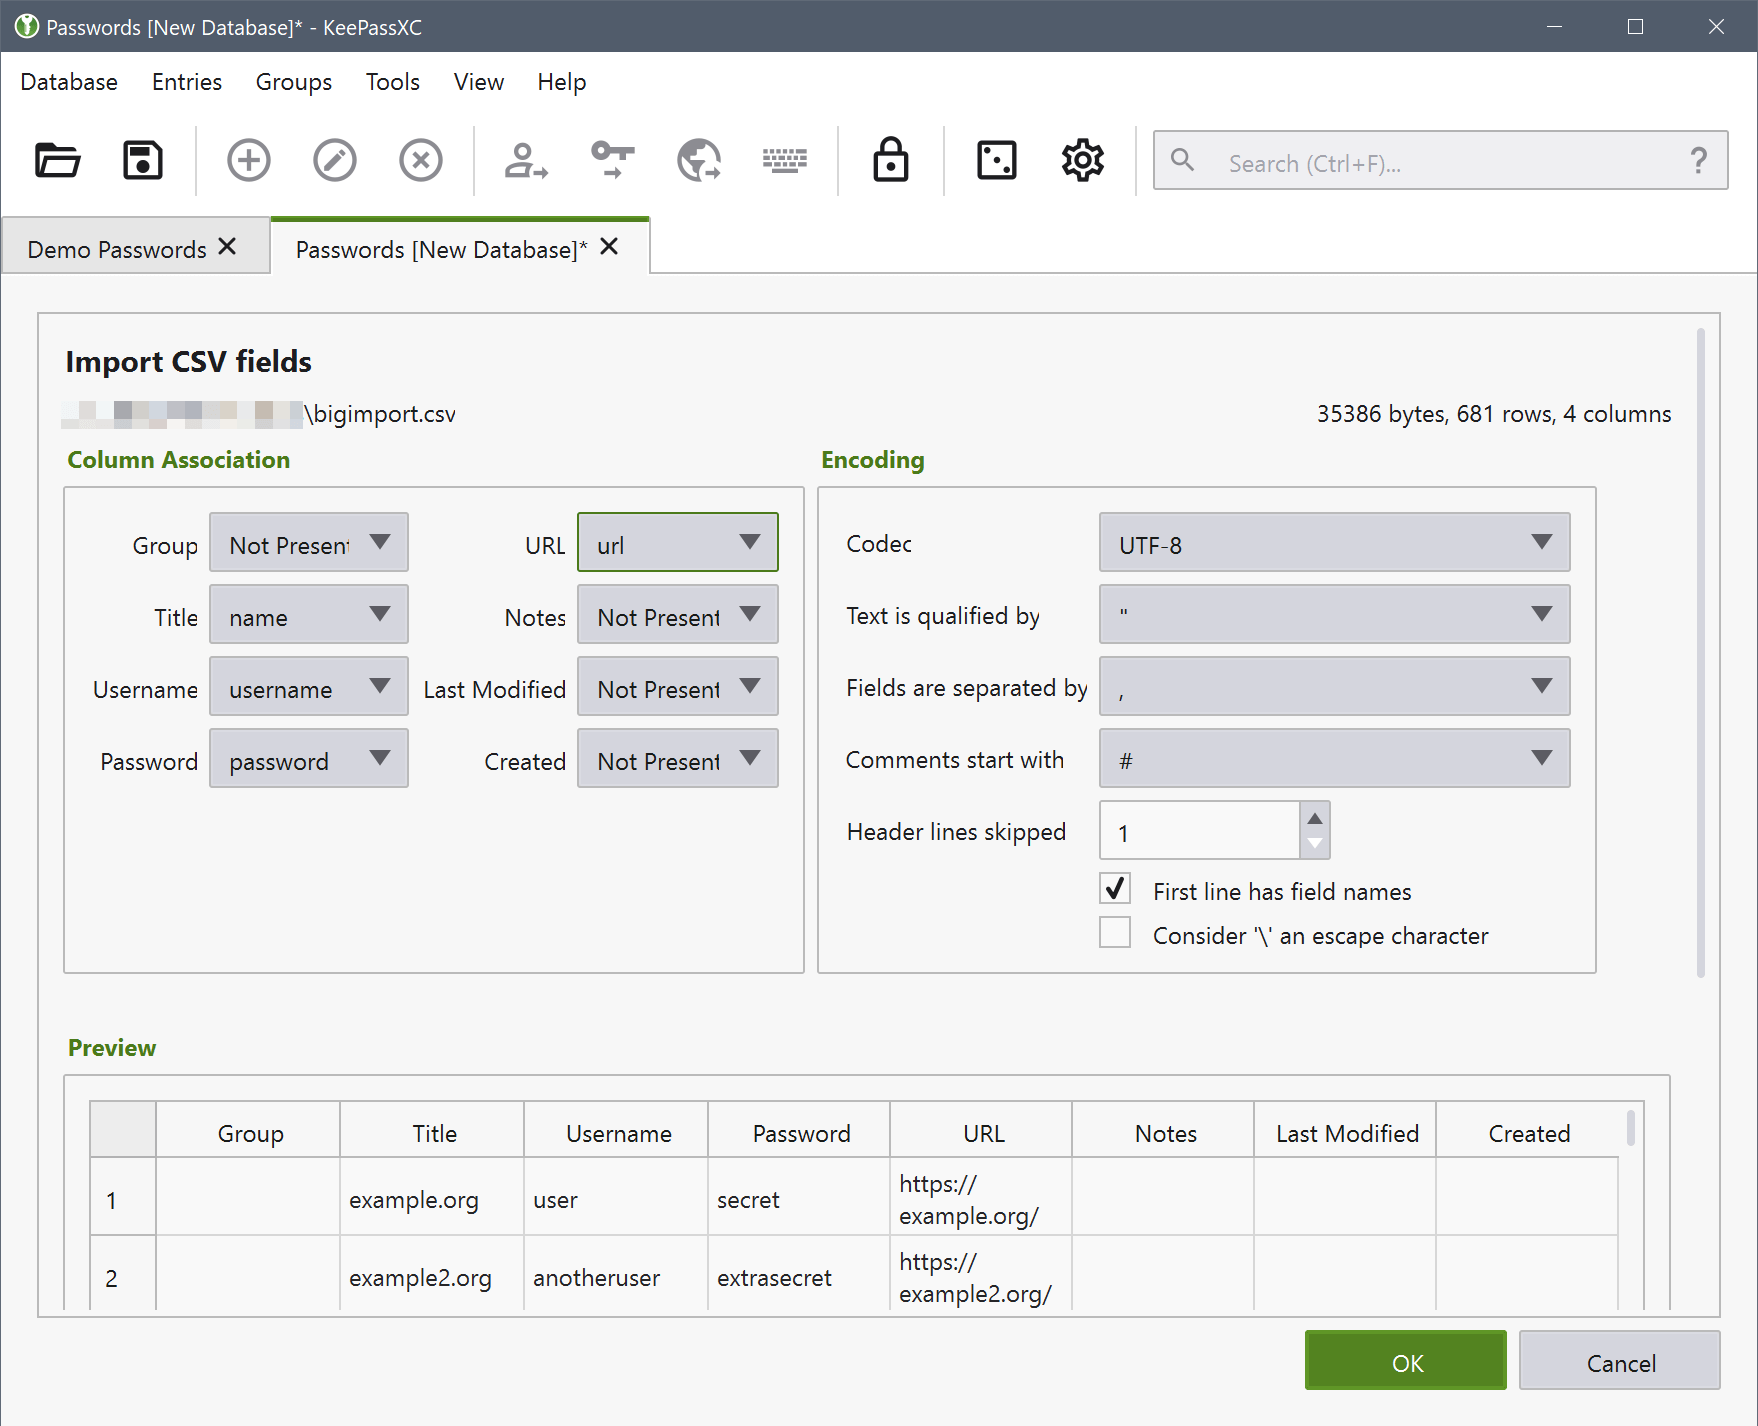 Passwords [New Database]* - KeePassXC
Database Entries Groups Tools View Help
Search (Ctrl+F)... ?
Demo Passwords Passwords [New Database]*
Import CSV fields
\bigimport.csv 35386 bytes, 681 rows, 4 columns
Column Association Encoding
Group Not Present URL url Codec UTF-8
Title name Notes Not Present Text is qualified by "
Username username Last Modified Not Present Fields are separated by ,
Password password Created Not Present Comments start with #
Header lines skipped 1
First line has field names
Consider '\' an escape character
Preview
Group Title Username Password URL Notes Last Modified Created
1 example.org user secret https://
example.org/
2 example2.org anotheruser extrasecret https://
example2.org/
OK Cancel